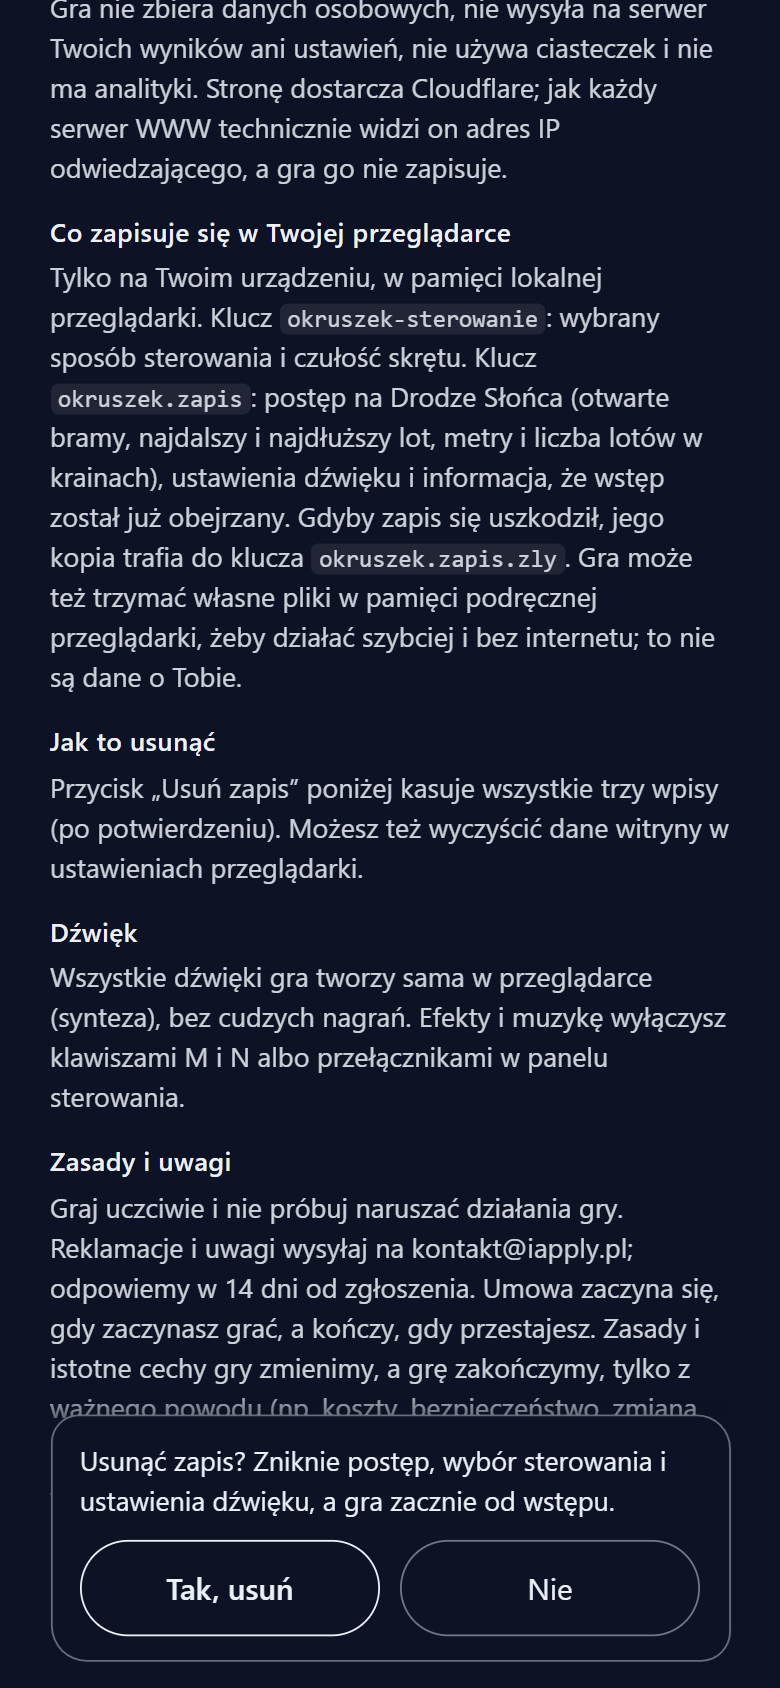 Gra nie zbiera danych osobowych, nie wysyła na serwer
Twoich wyników ani ustawień, nie używa ciasteczek i nie
ma analityki. Stronę dostarcza Cloudflare; jak każdy
serwer WWW technicznie widzi on adres IP
odwiedzającego, a gra go nie zapisuje.
Co zapisuje się w Twojej przeglądarce
Tylko na Twoim urządzeniu, w pamięci lokalnej
przeglądarki. Klucz okruszek-sterowanie: wybrany
sposób sterowania i czułość skrętu. Klucz
okruszek.zapis: postęp na Drodze Słońca (otwarte
bramy, najdalszy i najdłuższy lot, metry i liczba lotów w
krainach), ustawienia dźwięku i informacja, że wstęp
został już obejrzany. Gdyby zapis się uszkodził, jego
kopia trafia do klucza okruszek.zapis.zly. Gra może
też trzymać własne pliki w pamięci podręcznej
przeglądarki, żeby działać szybciej i bez internetu; to nie
są dane o Tobie.
Jak to usunąć
Przycisk „Usuń zapis” poniżej kasuje wszystkie trzy wpisy
(po potwierdzeniu). Możesz też wyczyścić dane witryny w
ustawieniach przeglądarki.
Dźwięk
Wszystkie dźwięki gra tworzy sama w przeglądarce
(synteza), bez cudzych nagrań. Efekty i muzykę wyłączysz
klawiszami M i N albo przełącznikami w panelu
sterowania.
Zasady i uwagi
Graj uczciwie i nie próbuj naruszać działania gry.
Reklamacje i uwagi wysyłaj na kontakt@iapply.pl;
odpowiemy w 14 dni od zgłoszenia. Umowa zaczyna się,
gdy zaczynasz grać, a kończy, gdy przestajesz. Zasady i
istotne cechy gry zmienimy, a grę zakończymy, tylko z
ważnego powodu (np. koszty, bezpieczeństwo, zmiana
Usunąć zapis? Zniknie postęp, wybór sterowania i
ustawienia dźwięku, a gra zacznie od wstępu.
Tak, usuń
Nie